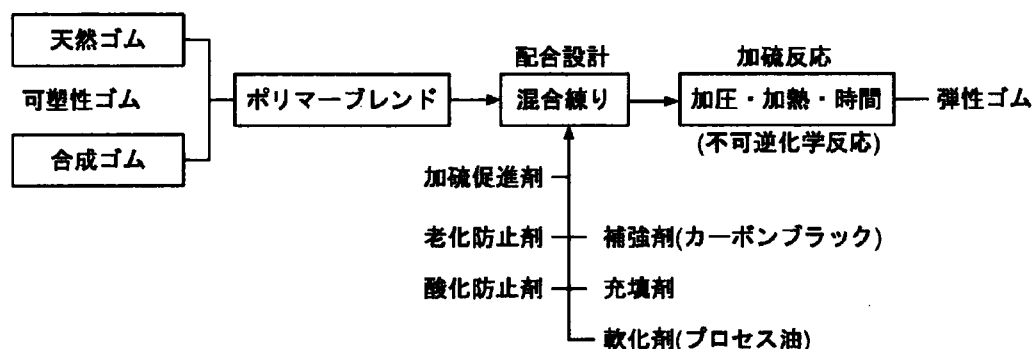 天然ゴム
可塑性ゴム
合成ゴム
ポリマーブレンド
配合設計
混合練り
加硫反応
加圧・加熱・時間
(不可逆化学反応)
弾性ゴム
加硫促進剤
老化防止剤
補強剤(カーボンブラック)
酸化防止剤
充填剤
軟化剤(プロセス油)